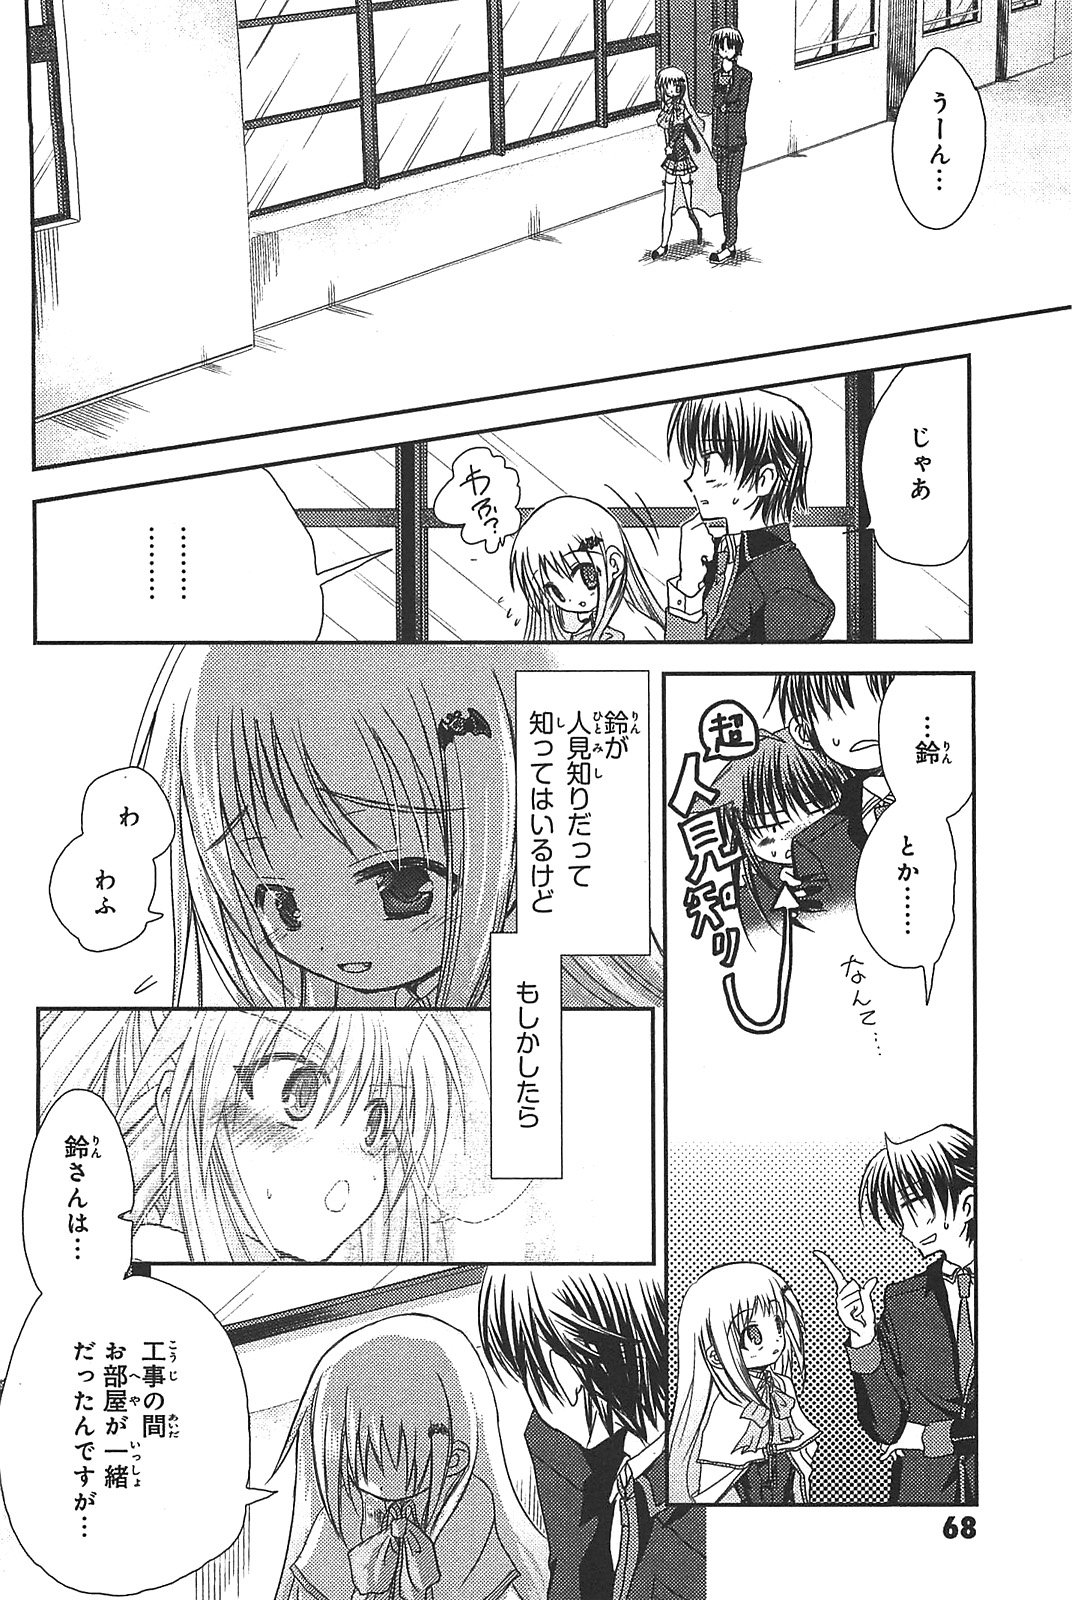 うーん…
じゃあ
わふ?
………
………
…鈴
とか……
超
人見知り
なんて…
鈴が
人見知りだって
知ってはいるけど
もしかしたら
わ
わふ
鈴さんは…
工事の間
お部屋が一緒
だったんですが…
68